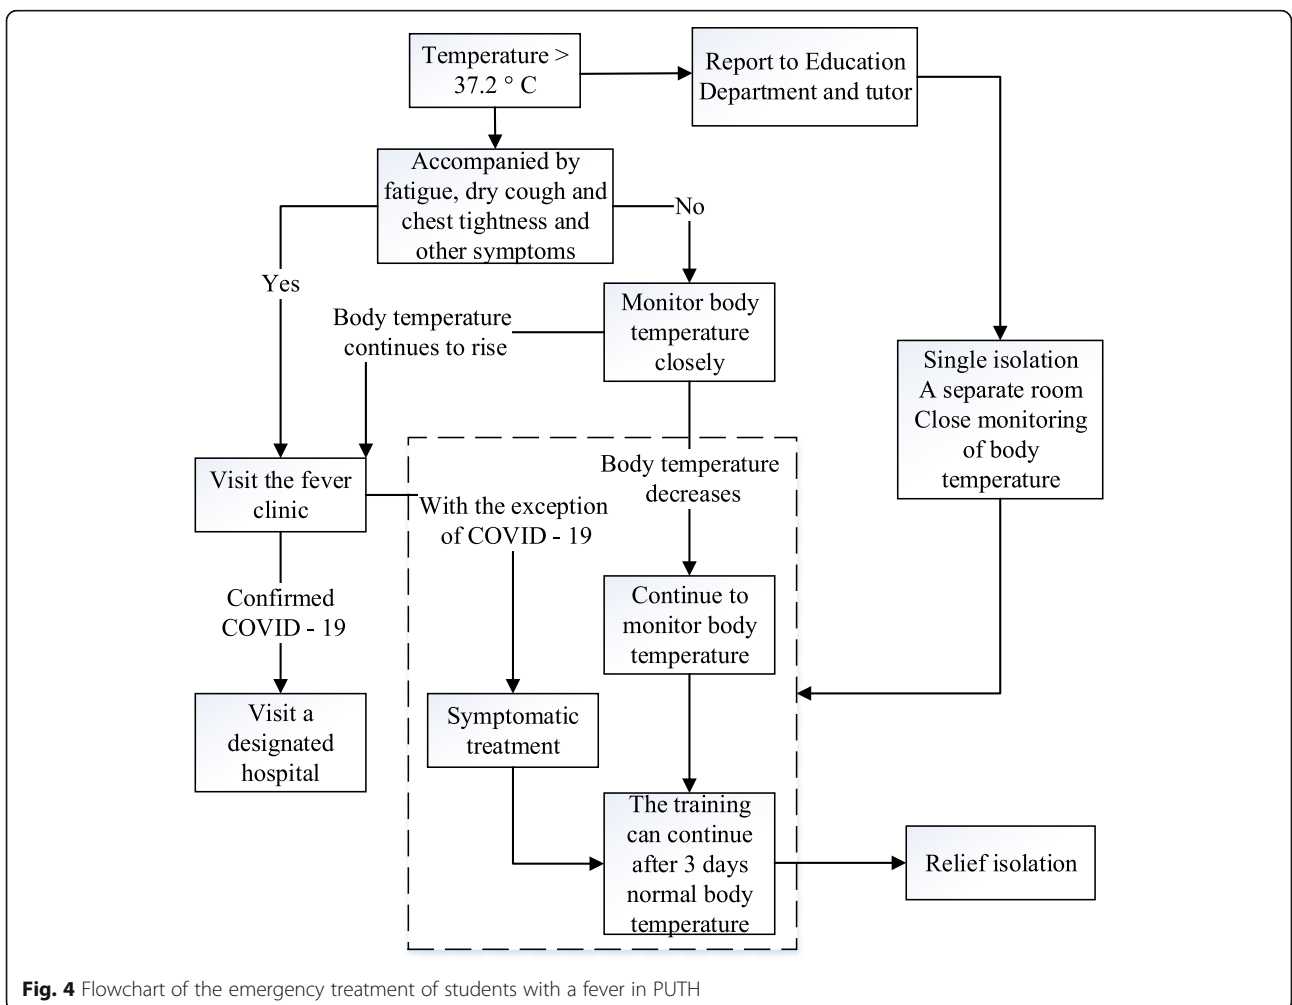 Temperature >
37.2 ° C
Report to Education
Department and tutor
Accompanied by
fatigue, dry cough and
chest tightness and
other symptoms
No
Yes
Monitor body
temperature
closely
Body temperature
continues to rise
Single isolation
A separate room
Close monitoring
of body
temperature
Visit the fever
clinic
Body temperature
decreases
With the exception
of COVID - 19
Confirmed
COVID - 19
Continue to
monitor body
temperature
Visit a
designated
hospital
Symptomatic
treatment
The training
can continue
after 3 days
normal body
temperature
Relief isolation
Fig. 4 Flowchart of the emergency treatment of students with a fever in PUTH